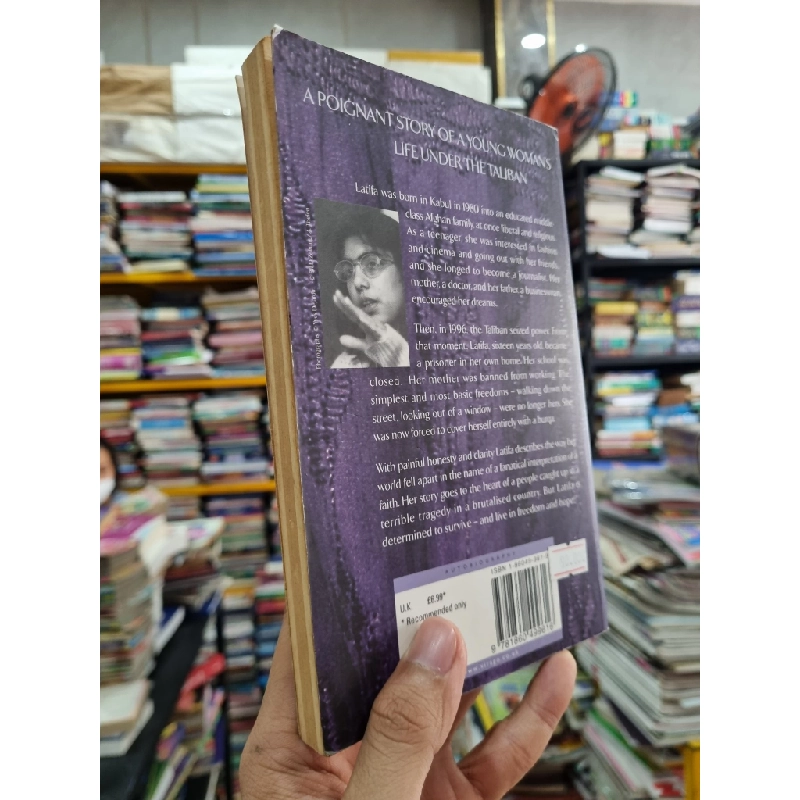 A POIGNANT STORY OF A YOUNG WOMAN'S
LIFE UNDER THE TALIBAN
Latifa was born in Kabul in 1980 into an educated middle-
class Afghan family, at once liberal and religious.
As a teenager she was interested in fashion
and cinema and going out with her friends,
and she longed to become a journalist. Her
mother, a doctor, and her father, a businessman,
encouraged her dreams.
Then, in 1996, the Taliban seized power. From
that moment, Latifa, sixteen years old, became
a prisoner in her own home. Her school was
closed. Her mother was banned from working. The
simplest and most basic freedoms – walking down the
street, looking out of a window – were no longer hers. She
was now forced to cover herself entirely with a burqa.
With painful honesty and clarity Latifa describes the way her
world fell apart in the name of a fanatical interpretation of a
faith. Her story goes to the heart of a people caught up in a
terrible tragedy in a brutalised country. But Latifa is
determined to survive – and live in freedom and hope.
AUTOBIOGRAPHY
U.K. £6.99*
* Recommended only
9 781860 499616